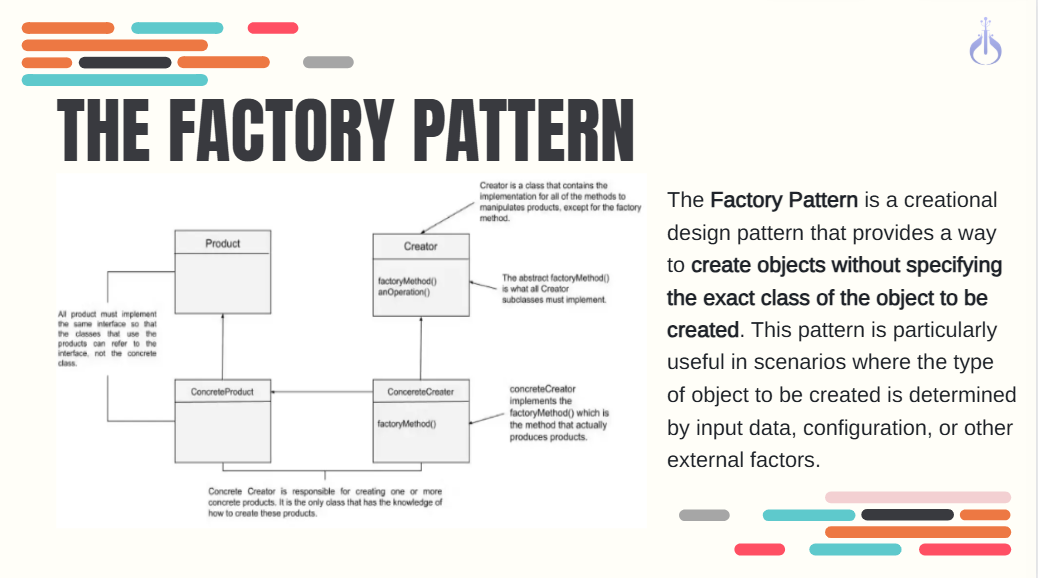 THE FACTORY PATTERN
Creator is a class that contains the
implementation for all of the methods to
manipulates products, except for the factory
method.
Product
Creator
factoryMethod()
anOperation()
The abstract factoryMethod()
is what all Creator
subclasses must implement.
All product must implement
the same interface so that
the classes that use the
products can refer to the
interface, not the concrete
class.
ConcreteProduct
ConcereteCreater
factoryMethod()
concreteCreator
implements the
factoryMethod() which is
the method that actually
produces products.
Concrete Creator is responsible for creating one or more
concrete products. It is the only class that has the knowledge of
how to create these products.
The Factory Pattern is a creational
design pattern that provides a way
to create objects without specifying
the exact class of the object to be
created. This pattern is particularly
useful in scenarios where the type
of object to be created is determined
by input data, configuration, or other
external factors.